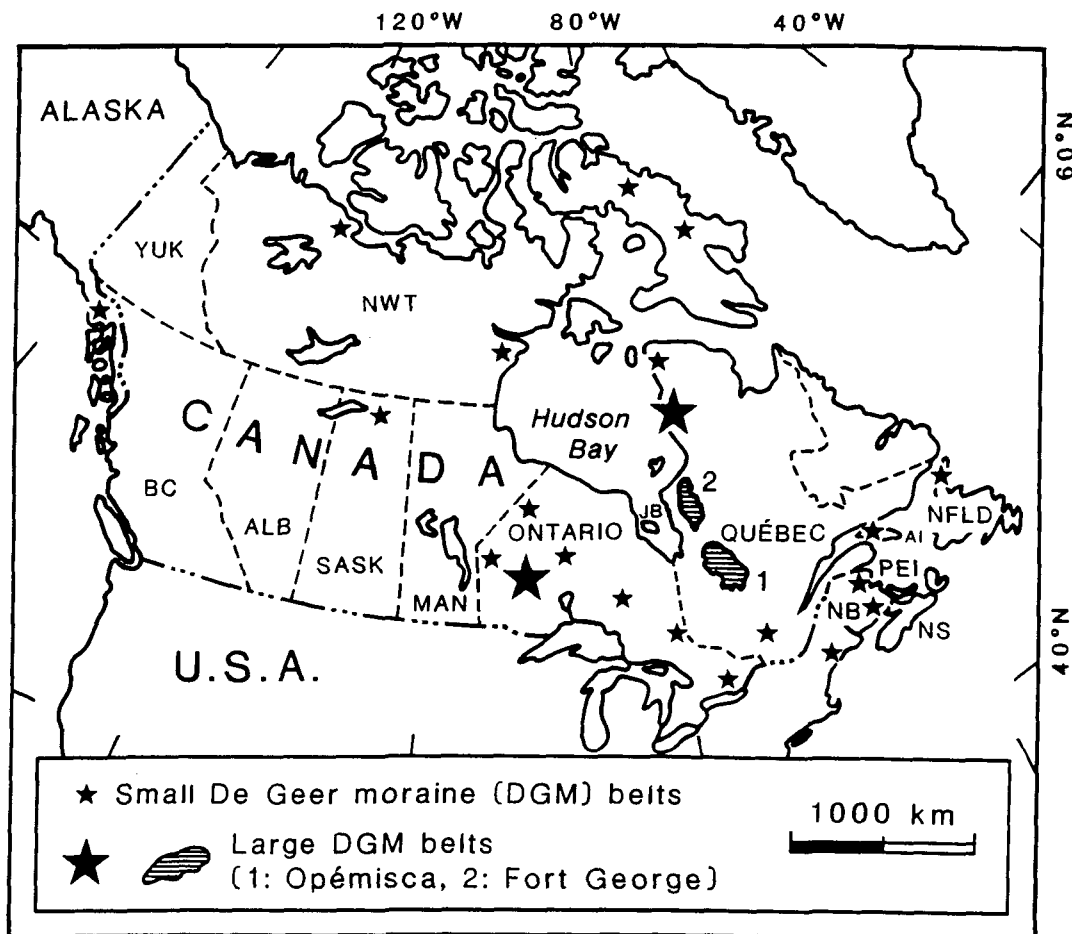 120°W 80°W 40°W
60°N
40°N
ALASKA
YUK
NWT
Hudson
Bay
CANADA
BC
ALB
SASK
MAN
ONTARIO
JB
2
1
QUÉBEC
NFLD
AI
PEI
NB
NS
U.S.A.
Small De Geer moraine (DGM) belts
Large DGM belts
(1: Opémisca, 2: Fort George)
1000 km